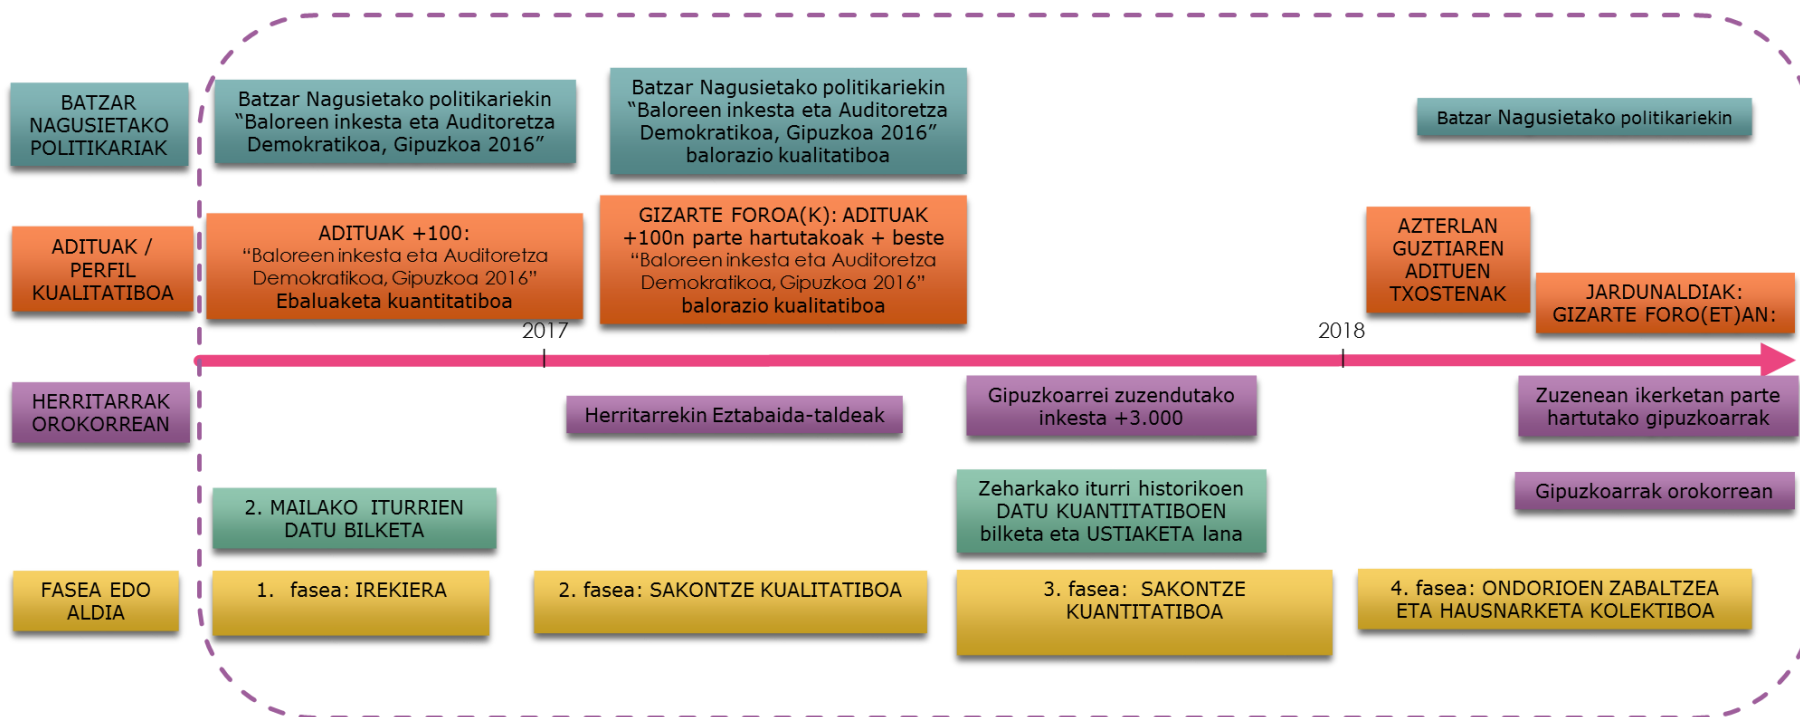 BATZAR
NAGUSIETAKO
POLITIKARIAK
Batzar Nagusietako politikariekin
“Baloreen inkesta eta Auditoretza
Demokratikoa, Gipuzkoa 2016”
Batzar Nagusietako politikariekin
“Baloreen inkesta eta Auditoretza
Demokratikoa, Gipuzkoa 2016”
balorazio kualitatiboa
Batzar Nagusietako politikariekin
ADITUAK /
PERFIL
KUALITATIBOA
ADITUAK +100:
“Baloreen inkesta eta Auditoretza
Demokratikoa, Gipuzkoa 2016”
Ebaluaketa kuantitatiboa
GIZARTE FOROA(K): ADITUAK
+100n parte hartutakoak + beste
“Baloreen inkesta eta Auditoretza
Demokratikoa, Gipuzkoa 2016”
balorazio kualitatiboa
AZTERLAN
GUZTIAREN
ADITUEN
TXOSTENAK
JARDUNALDIAK:
GIZARTE FORO(ET)AN:
2017
2018
HERRITARRAK
OROKORREAN
Herritarrekin Eztabaida-taldeak
Gipuzkoarrei zuzendutako
inkesta +3.000
Zuzenean ikerketan parte
hartutako gipuzkoarrak
Gipuzkoarrak orokorrean
2. MAILAKO ITURRIEN
DATU BILKETA
Zeharkako iturri historikoen
DATU KUANTITATIBOEN
bilketa eta USTIAKETA lana
FASEA EDO
ALDIA
1. fasea: IREKIERA
2. fasea: SAKONTZE KUALITATIBOA
3. fasea: SAKONTZE
KUANTITATIBOA
4. fasea: ONDORIOEN ZABALTZEA
ETA HAUSNARKETA KOLEKTIBOA